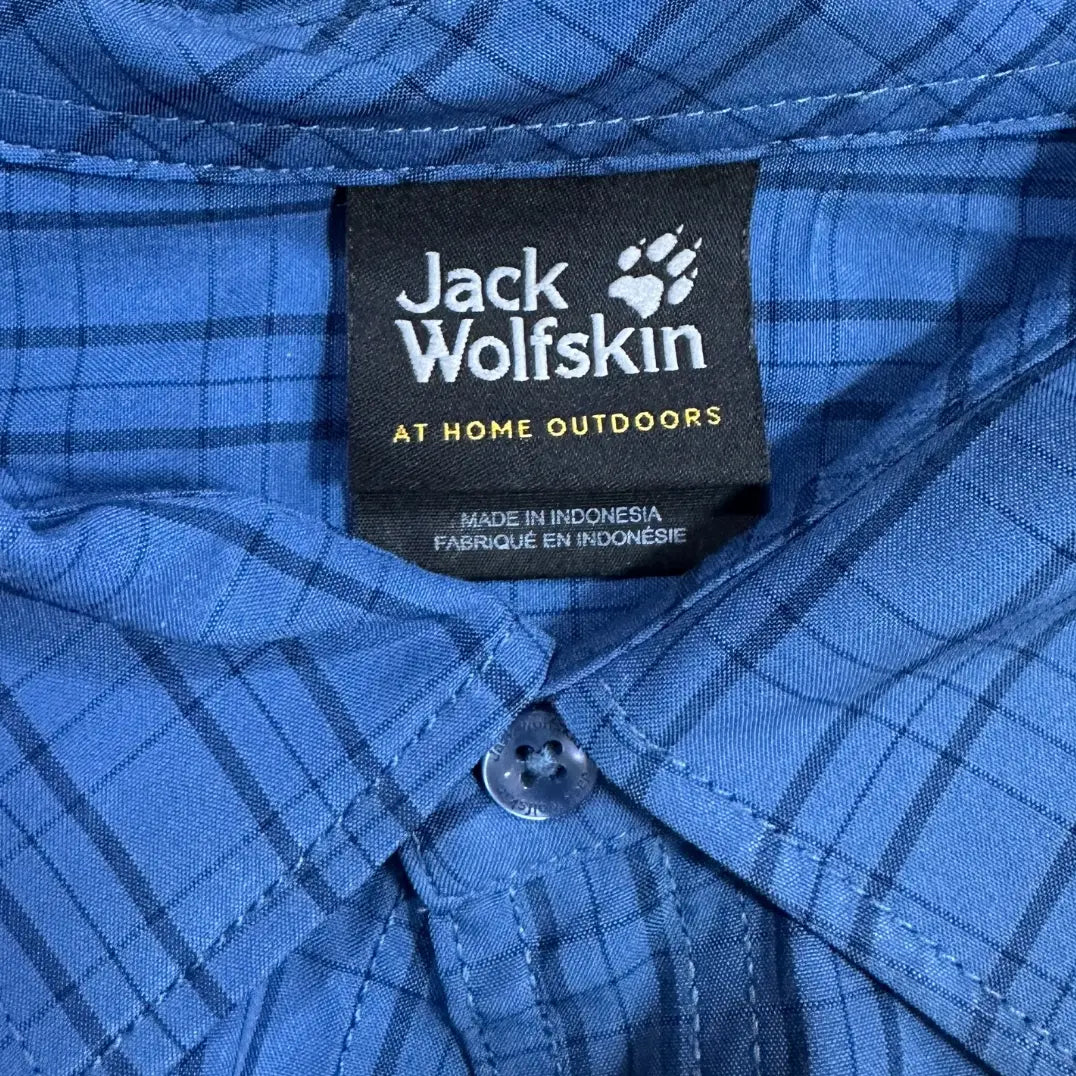 Jack
Wolfskin
AT HOME OUTDOORS
MADE IN INDONESIA
FABRIQUÉ EN INDONÉSIE